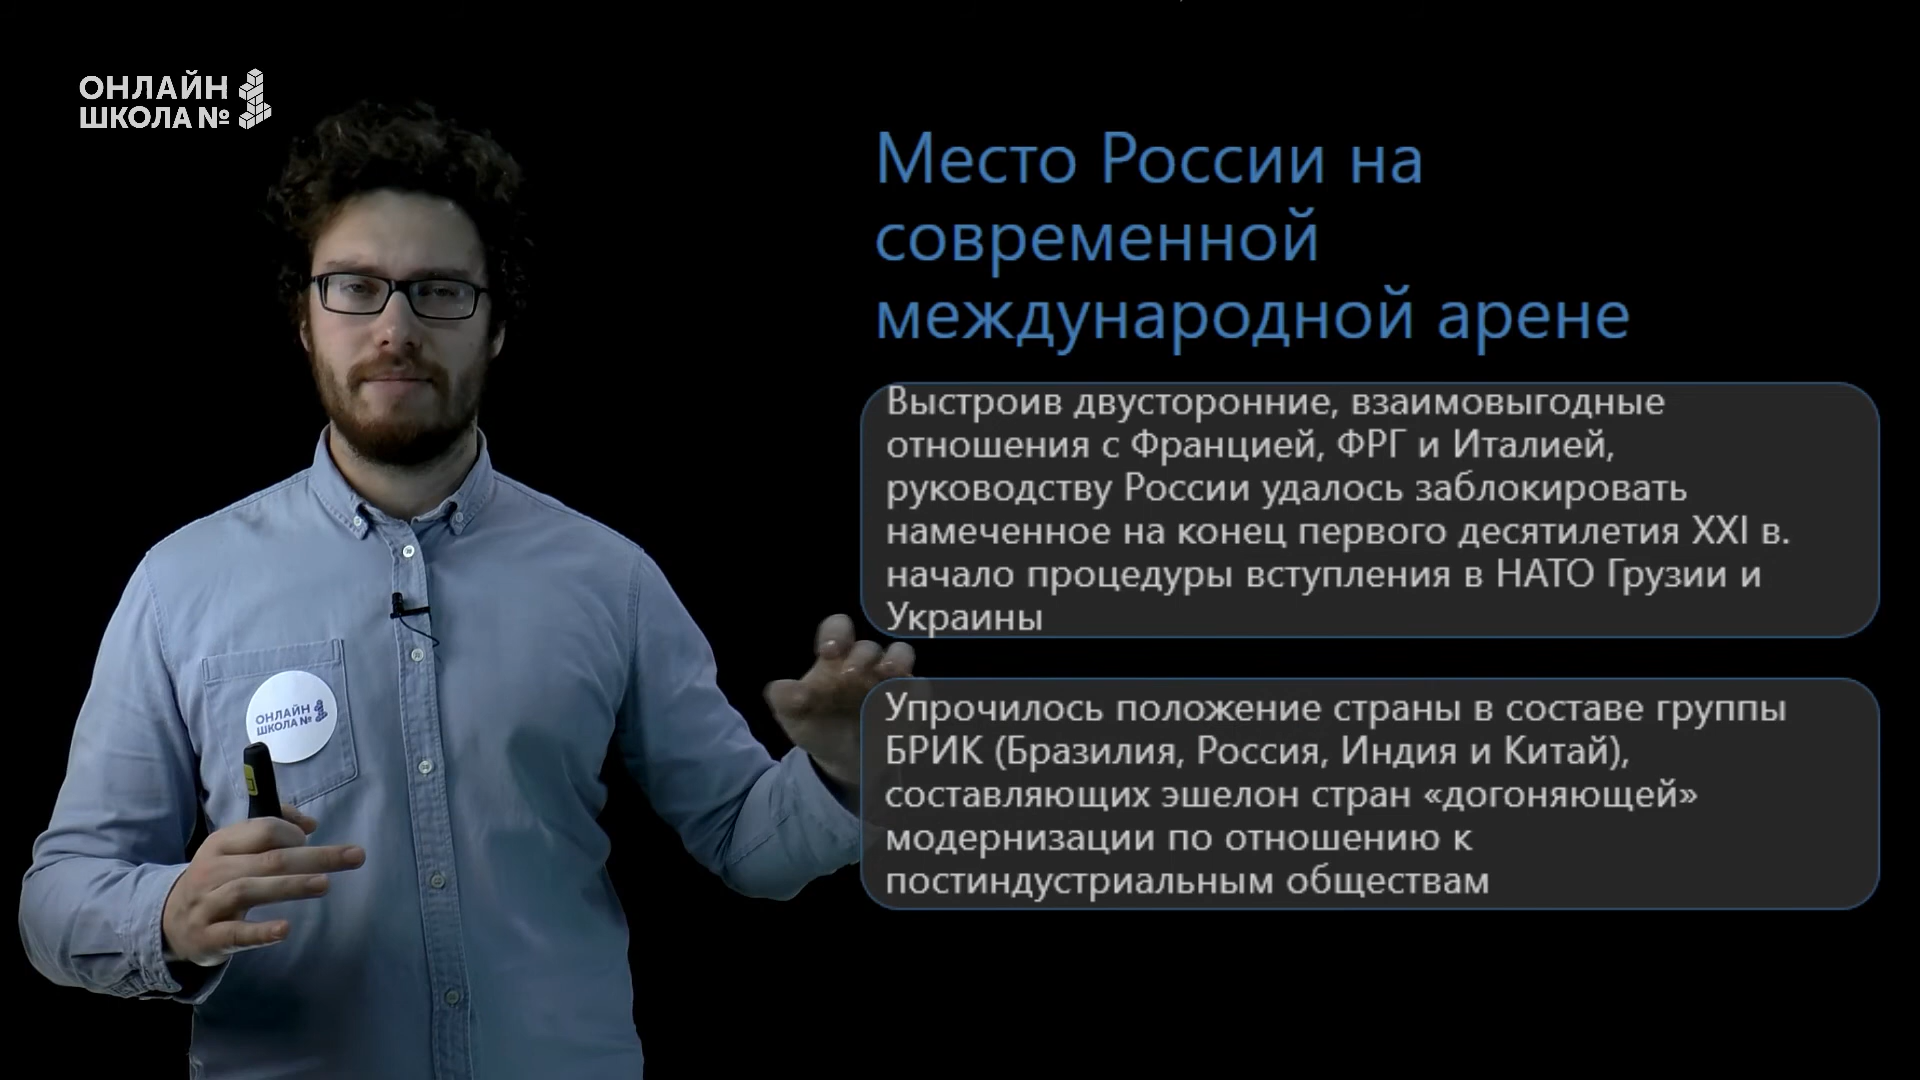 ОНЛАЙН
ШКОЛА №
Место России на
современной
международной арене
Выстроив двусторонние, взаимовыгодные
отношения с Францией, ФРГ и Италией,
руководству России удалось заблокировать
намеченное на конец первого десятилетия XXI в.
начало процедуры вступления в НАТО Грузии и
Украины
Упрочилось положение страны в составе группы
БРИК (Бразилия, Россия, Индия и Китай),
составляющих эшелон стран «догоняющей»
модернизации по отношению к
постиндустриальным обществам
ОНЛАЙН
ШКОЛА №